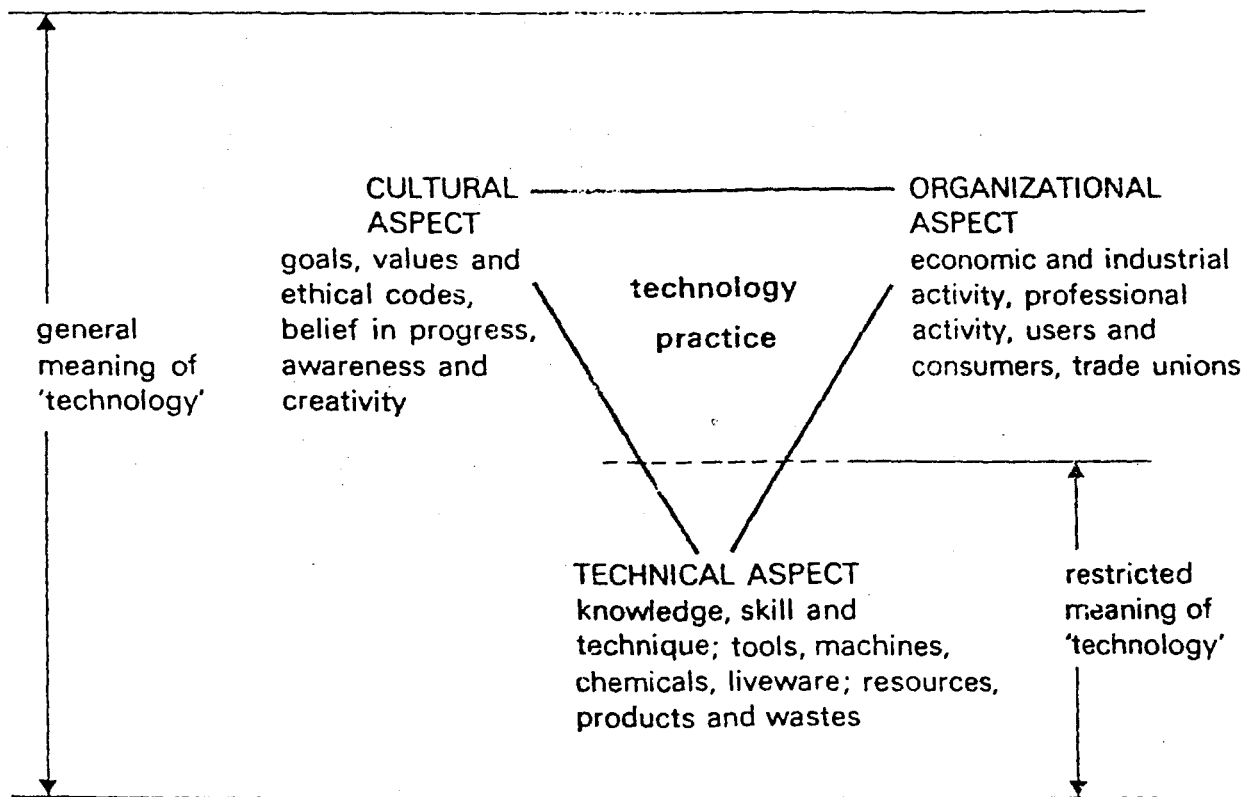 CULTURAL
ASPECT
goals, values and
ethical codes,
belief in progress,
awareness and
creativity
ORGANIZATIONAL
ASPECT
economic and industrial
activity, professional
activity, users and
consumers, trade unions
technology
practice
general
meaning of
'technology'
TECHNICAL ASPECT
knowledge, skill and
technique; tools, machines,
chemicals, liveware; resources,
products and wastes
restricted
meaning of
'technology'